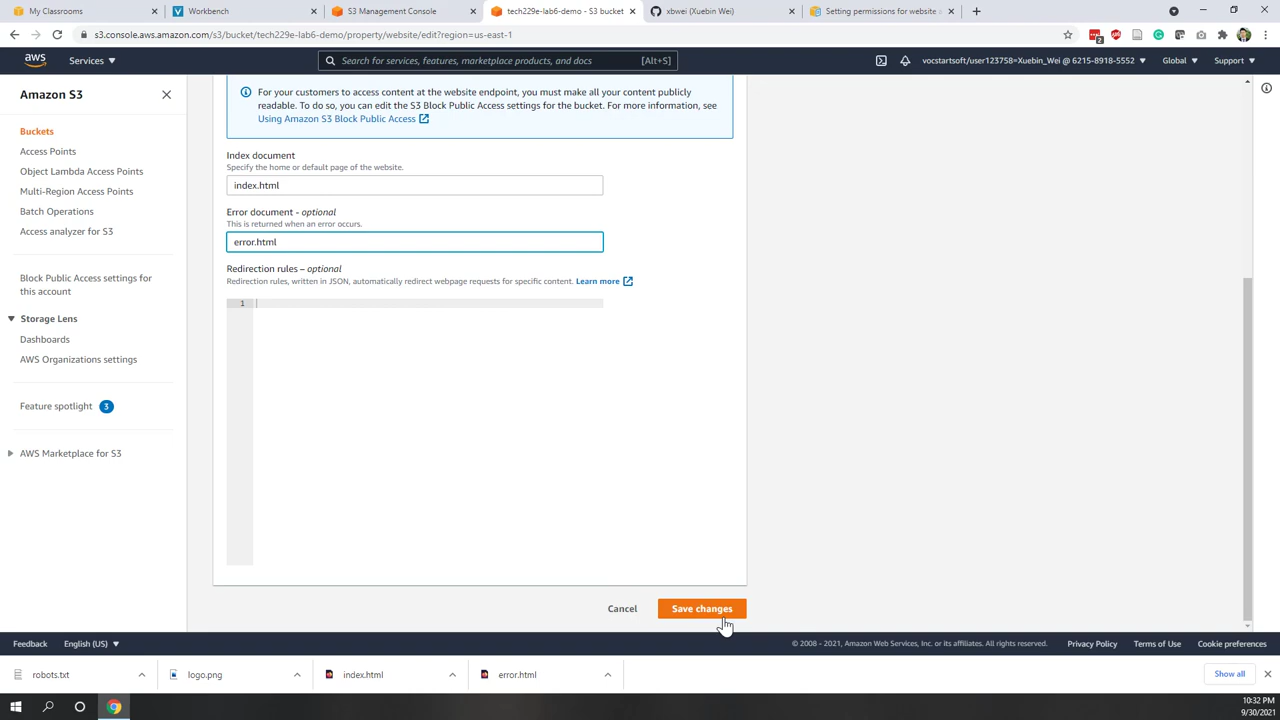 My Classrooms
Workbench
S3 Management Console
tech229e-lab6-demo - S3 bucket
xbwei (Xuebin Wei)
Setting permissions for website a
s3.console.aws.amazon.com/s3/bucket/tech229e-lab6-demo/property/website/edit?region=us-east-1
2
aws
Services
Search for services, features, marketplace products, and docs
[Alt+S]
vocstartsoft/user123758=Xuebin_Wei @ 6215-8918-5552
Global
Support
Amazon S3
Buckets
Access Points
Object Lambda Access Points
Multi-Region Access Points
Batch Operations
Access analyzer for S3
Block Public Access settings for
this account
Storage Lens
Dashboards
AWS Organizations settings
Feature spotlight
3
AWS Marketplace for S3
For your customers to access content at the website endpoint, you must make all your content publicly
readable. To do so, you can edit the S3 Block Public Access settings for the bucket. For more information, see
Using Amazon S3 Block Public Access
Index document
Specify the home or default page of the website.
index.html
Error document - optional
This is returned when an error occurs.
error.html
Redirection rules – optional
Redirection rules, written in JSON, automatically redirect webpage requests for specific content. Learn more
1
Cancel
Save changes
Feedback
English (US)
© 2008 - 2021, Amazon Web Services, Inc. or its affiliates. All rights reserved.
Privacy Policy
Terms of Use
Cookie preferences
robots.txt
logo.png
index.html
error.html
Show all
10:32 PM
9/30/2021